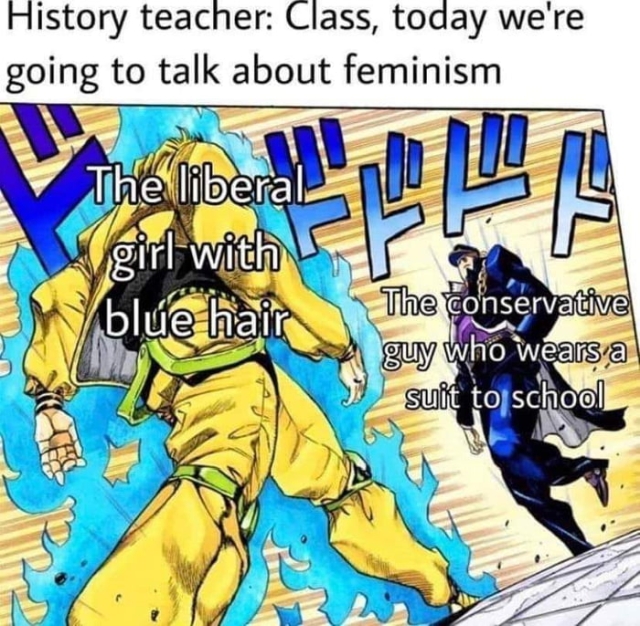 History teacher: Class, today we're
going to talk about feminism
ドドドドド
The liberal
girl with
blue hair
The conservative
guy who wears a
suit to school